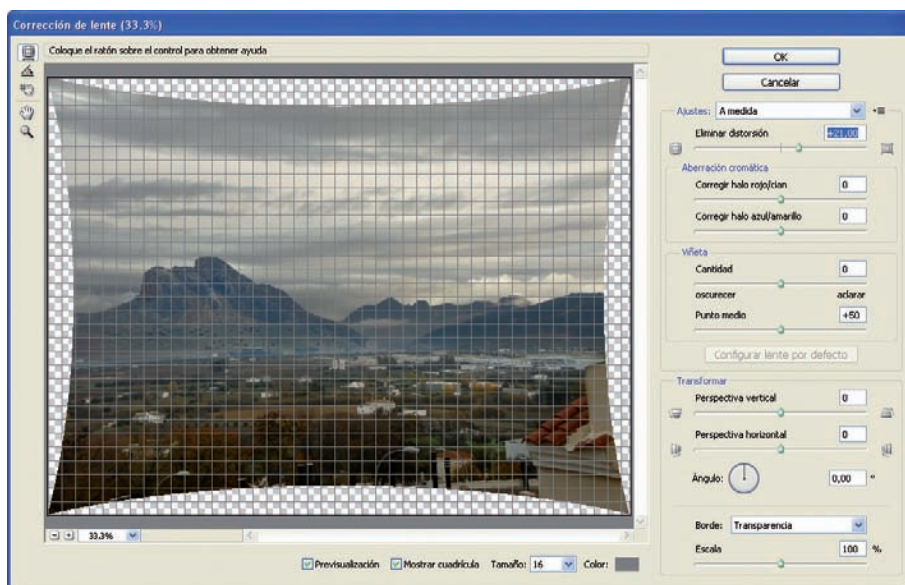 Corrección de lente (33,3%)
Coloque el ratón sobre el control para obtener ayuda
OK
Cancelar
Ajustes: A medida
Eliminar distorsión +21,00
Aberración cromática
Corregir halo rojo/cian 0
Corregir halo azul/amarillo 0
Viñeta
Cantidad 0
oscurecer aclarar
Punto medio +50
Configurar lente por defecto
Transformar
Perspectiva vertical 0
Perspectiva horizontal 0
Ángulo: 0,00 °
Borde: Transparencia
Escala 100 %
33,3%
Previsualización Mostrar cuadrícula Tamaño: 16 Color: